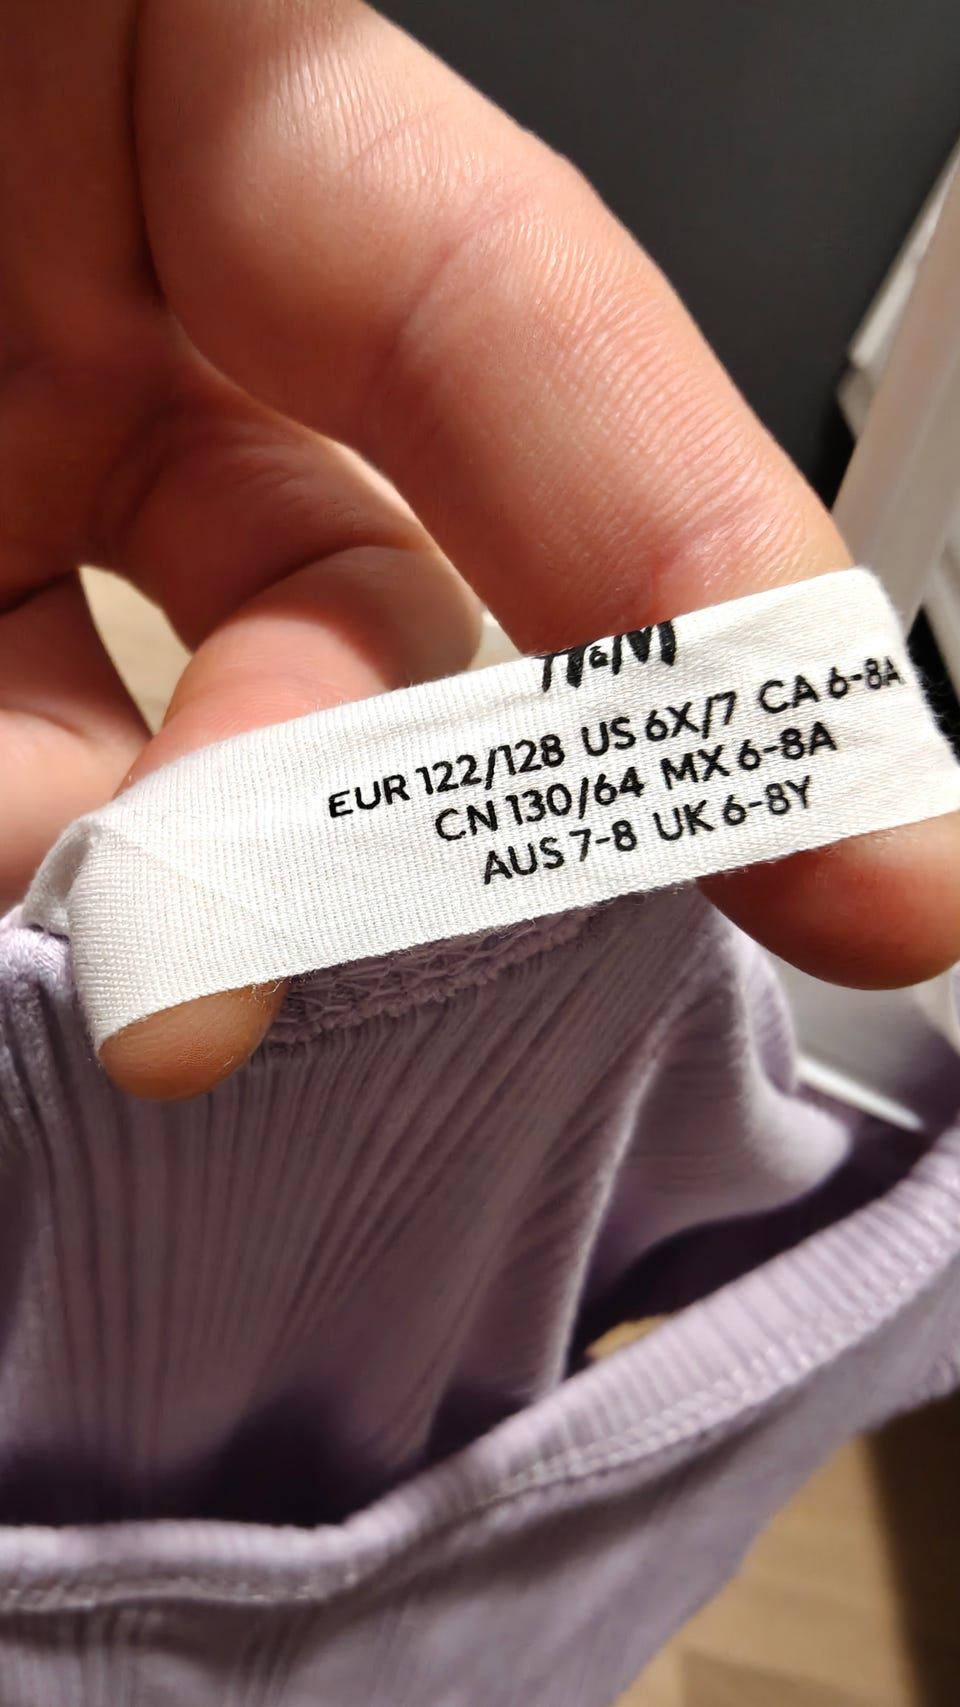 H&M
EUR 122/128 US 6X/7 CA 6-8A
CN 130/64 MX 6-8A
AUS 7-8 UK 6-8Y